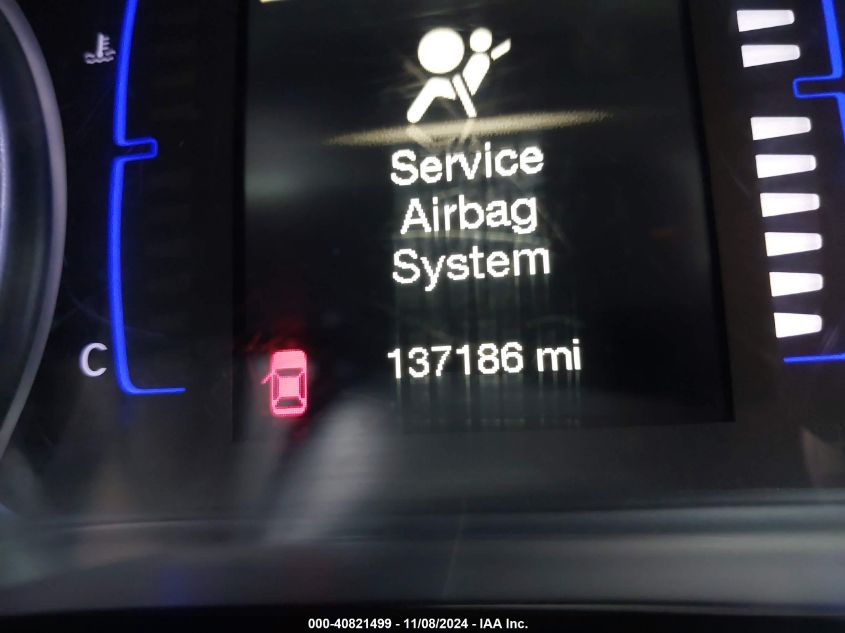 Service
Airbag
System
137186 mi
C
000-40821499 - 11/08/2024 - IAA Inc.